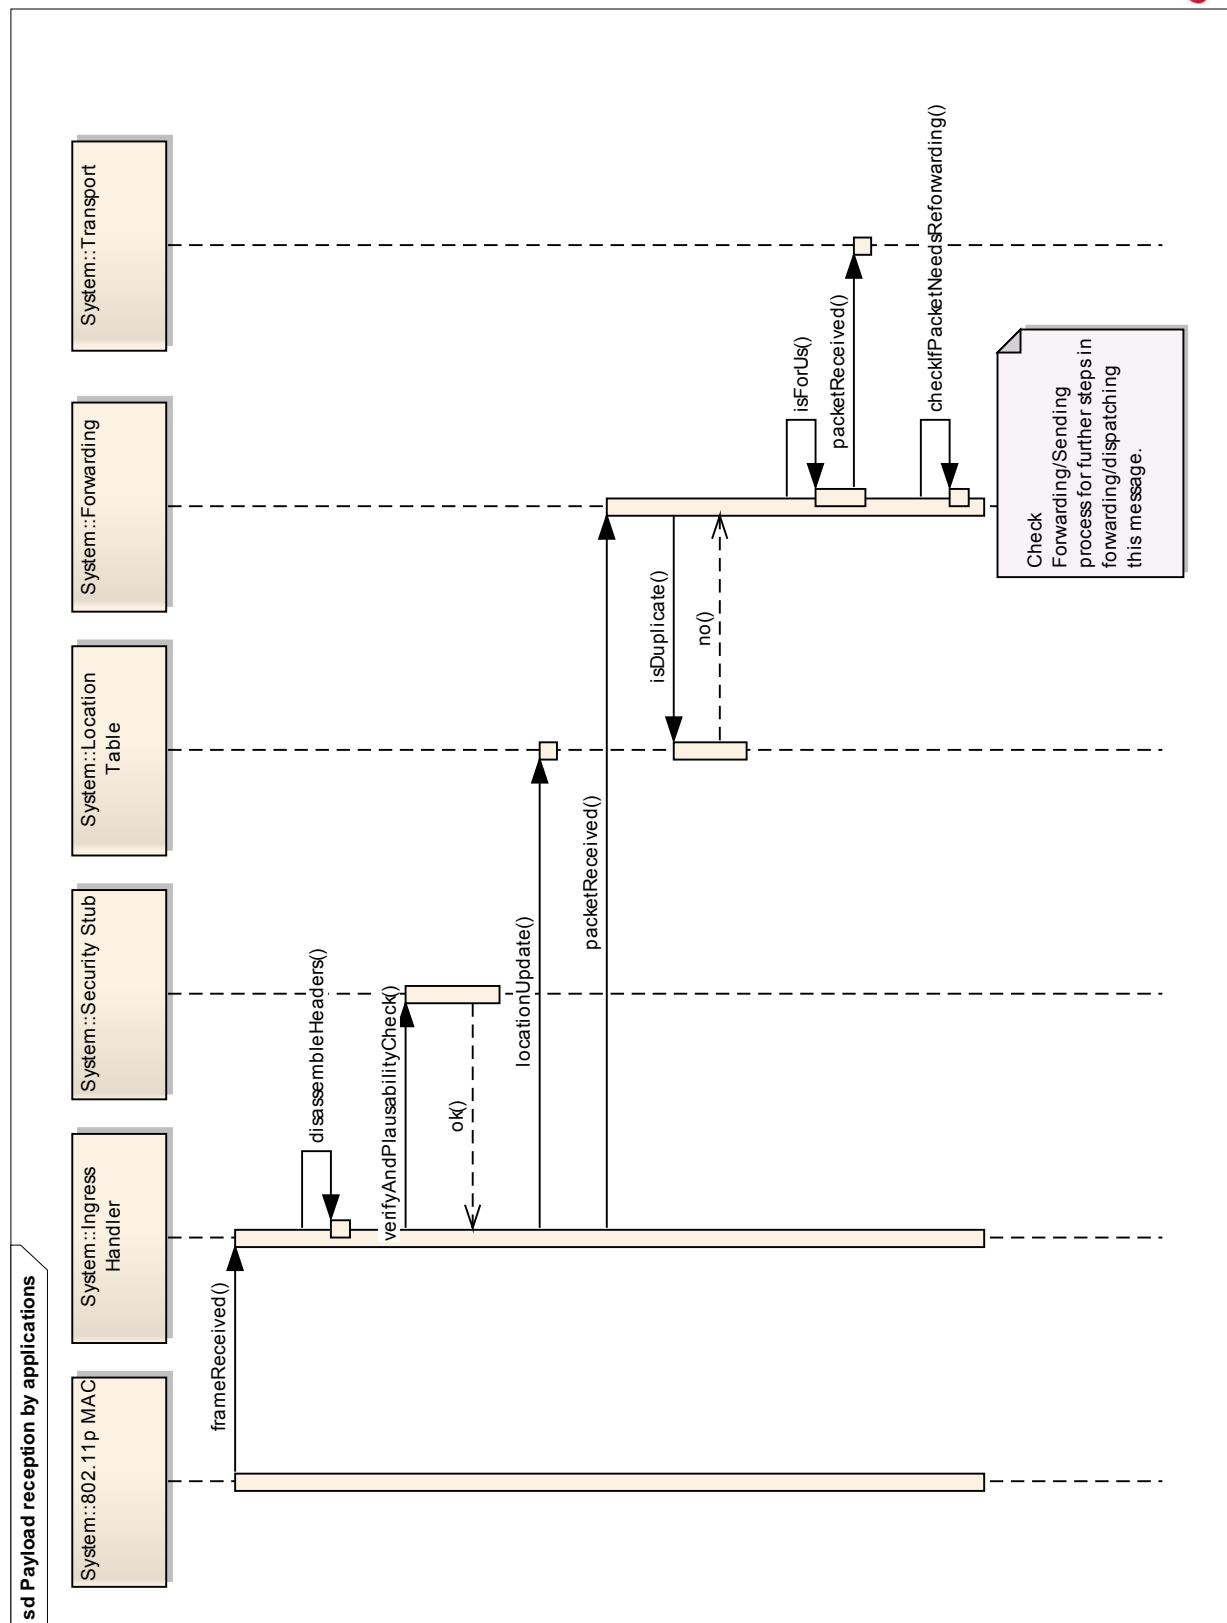 sd Payload reception by applications
System::802.11p MAC
System::Ingress
Handler
System::Security Stub
System::Location
Table
System::Forwarding
System::Transport
frameReceived()
disassembleHeaders()
verifyAndPlausabilityCheck()
ok()
locationUpdate()
packetReceived()
isDuplicate()
no()
isForUs()
packetReceived()
checkIfPacketNeedsReforwarding()
Check
Forwarding/Sending
process for further steps in
forwarding/dispatching
this message.